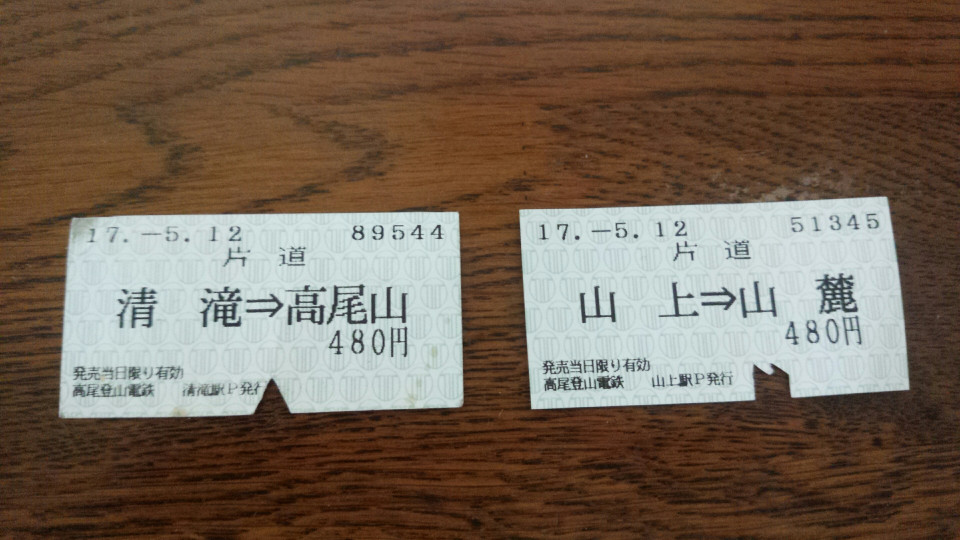 17.-5.12 89544
片道
清 滝⇒高尾山
480円
発売当日限り有効
高尾登山電鉄 清滝駅P発行
17.-5.12 51345
片道
山 上⇒山 麓
480円
発売当日限り有効
高尾登山電鉄 山上駅P発行